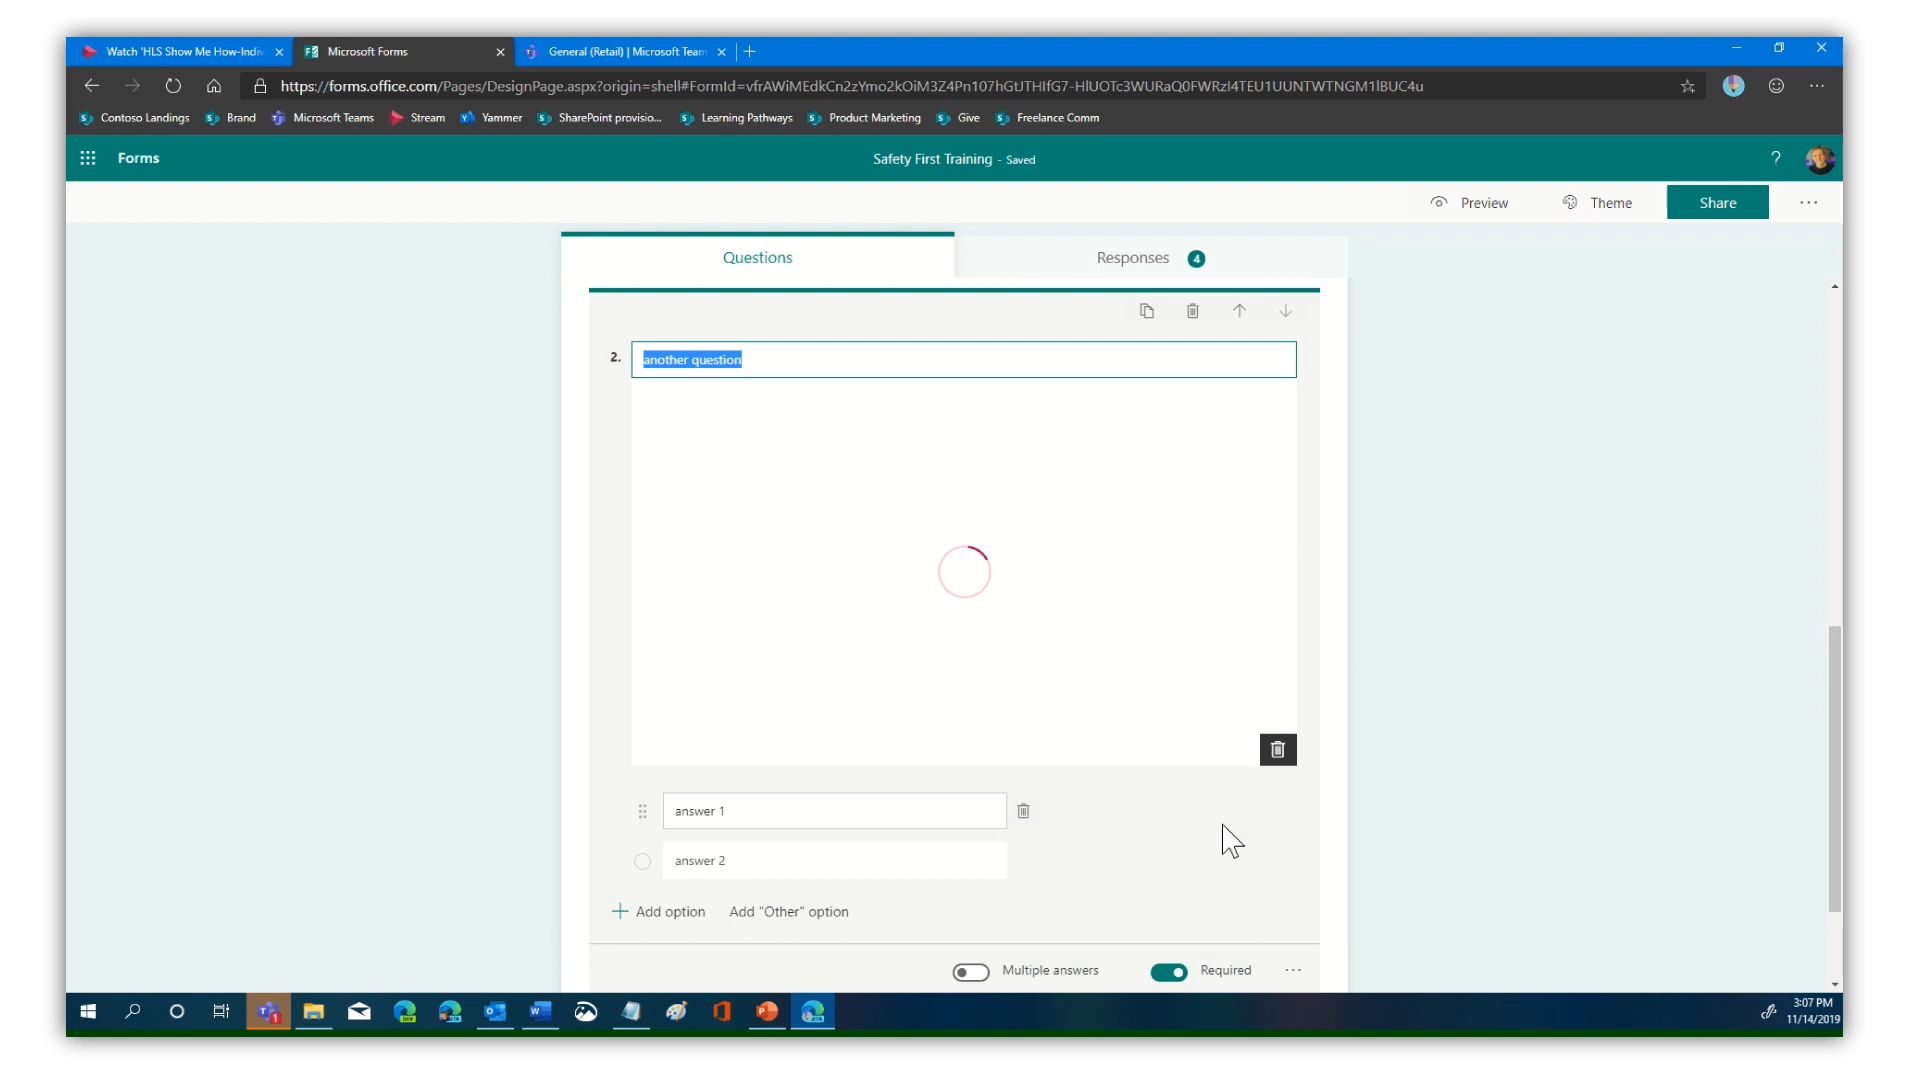 Watch 'HLS Show Me How-Indiv
Microsoft Forms
General (Retail) | Microsoft Team
https://forms.office.com/Pages/DesignPage.aspx?origin=shell#FormId=vfrAWiMEdkCn2zYmo2kOiM3Z4Pn107hGtJTHIfG7-HlUOTc3WURaQ0FWRzI4TEU1UUNTWTNGM1lBUC4u
Contoso Landings
Brand
Microsoft Teams
Stream
Yammer
SharePoint provisio...
Learning Pathways
Product Marketing
Give
Freelance Comm
Forms
Safety First Training - Saved
?
Preview
Theme
Share
Questions
Responses 4
2. another question
answer 1
answer 2
Add option
Add "Other" option
Multiple answers
Required
3:07 PM
11/14/2019